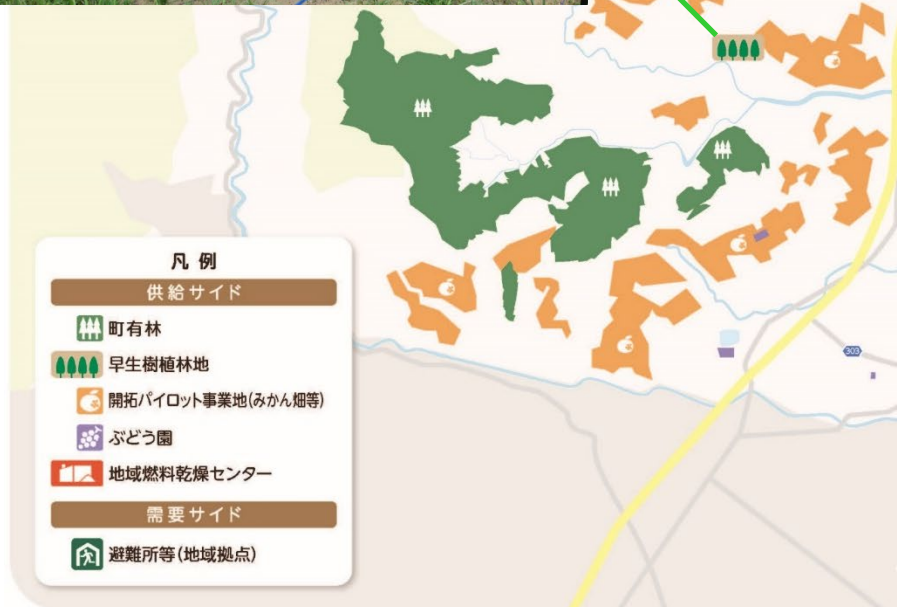 303
凡例
供給サイド
町有林
早生樹植林地
開拓パイロット事業地(みかん畑等)
ぶどう園
地域燃料乾燥センター
需要サイド
避難所等(地域拠点)